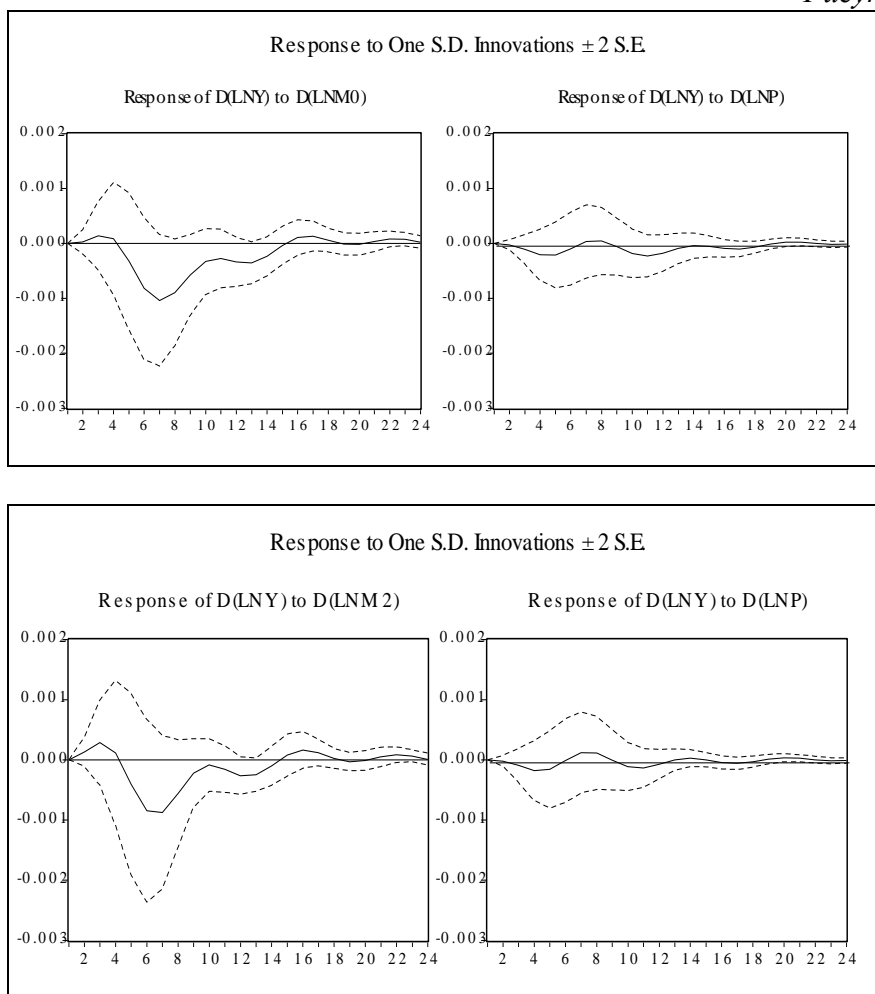 Response to One S.D. Innovations ± 2 S.E.
Response of D(LNY) to D(LNM0)
Response of D(LNY) to D(LNP)
0.002
0.001
0.000
-0.001
-0.002
-0.003
2 4 6 8 10 12 14 16 18 20 22 24
0.002
0.001
0.000
-0.001
-0.002
-0.003
2 4 6 8 10 12 14 16 18 20 22 24
Response to One S.D. Innovations ± 2 S.E.
Response of D(LNY) to D(LNM2)
Response of D(LNY) to D(LNP)
0.002
0.001
0.000
-0.001
-0.002
-0.003
2 4 6 8 10 12 14 16 18 20 22 24
0.002
0.001
0.000
-0.001
-0.002
-0.003
2 4 6 8 10 12 14 16 18 20 22 24